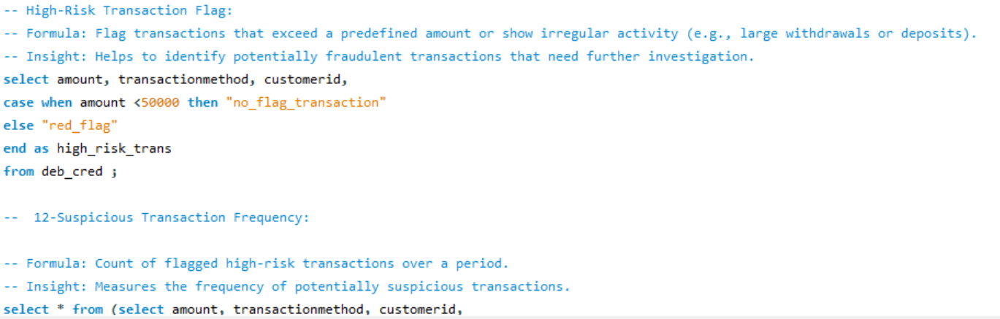 -- High-Risk Transaction Flag:
-- Formula: Flag transactions that exceed a predefined amount or show irregular activity (e.g., large withdrawals or deposits).
-- Insight: Helps to identify potentially fraudulent transactions that need further investigation.
select amount, transactionmethod, customerid,
case when amount <50000 then "no_flag_transaction"
else "red_flag"
end as high_risk_trans
from deb_cred ;
--  12-Suspicious Transaction Frequency:
-- Formula: Count of flagged high-risk transactions over a period.
-- Insight: Measures the frequency of potentially suspicious transactions.
select * from (select amount, transactionmethod, customerid,